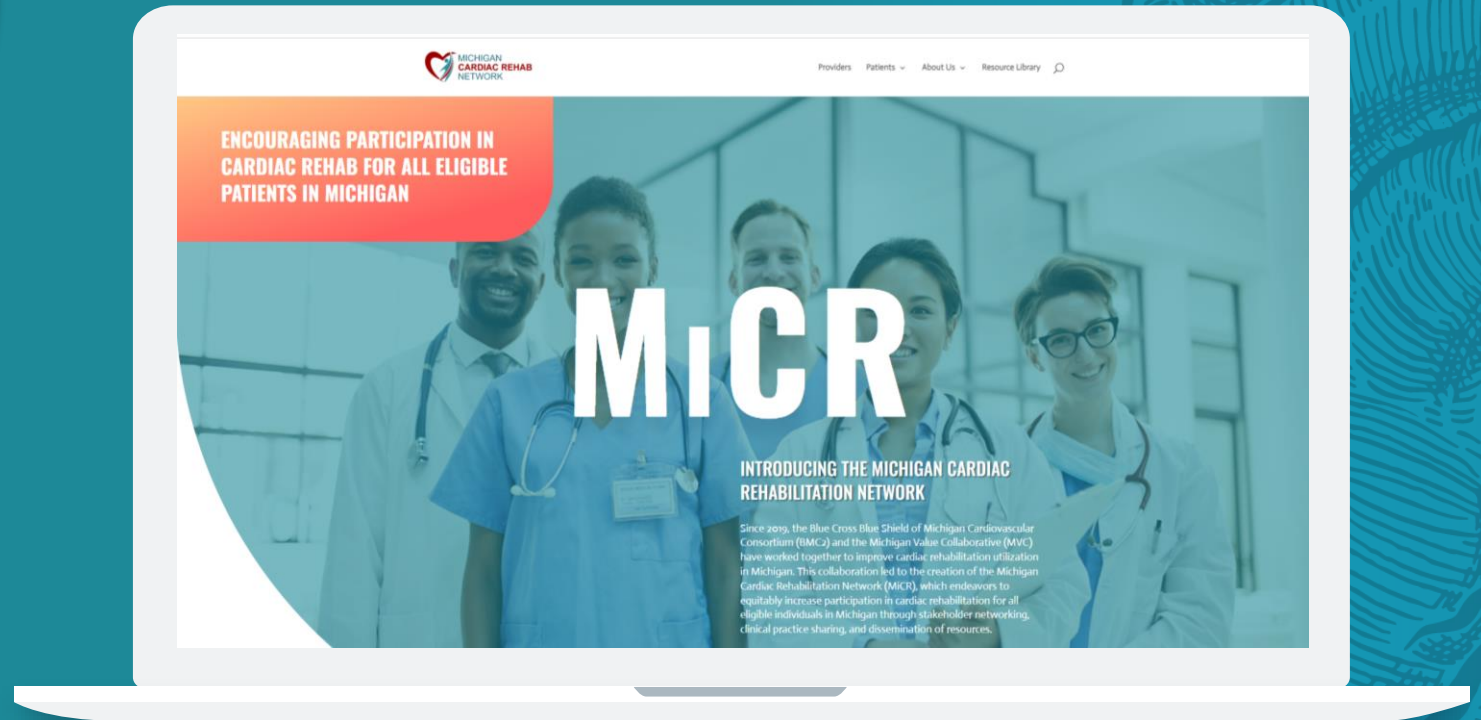 MICHIGAN
CARDIAC REHAB
NETWORK
Providers Patients About Us Resource Library
ENCOURAGING PARTICIPATION IN
CARDIAC REHAB FOR ALL ELIGIBLE
PATIENTS IN MICHIGAN
MiCR
INTRODUCING THE MICHIGAN CARDIAC
REHABILITATION NETWORK
Since 2019, the Blue Cross Blue Shield of Michigan Cardiovascular
Consortium (BMC2) and the Michigan Value Collaborative (MVC)
have worked together to improve cardiac rehabilitation utilization
in Michigan. This collaboration led to the creation of the Michigan
Cardiac Rehabilitation Network (MiCR), which endeavors to
equitably increase participation in cardiac rehabilitation for all
eligible individuals in Michigan through stakeholder networking,
clinical practice sharing, and dissemination of resources.